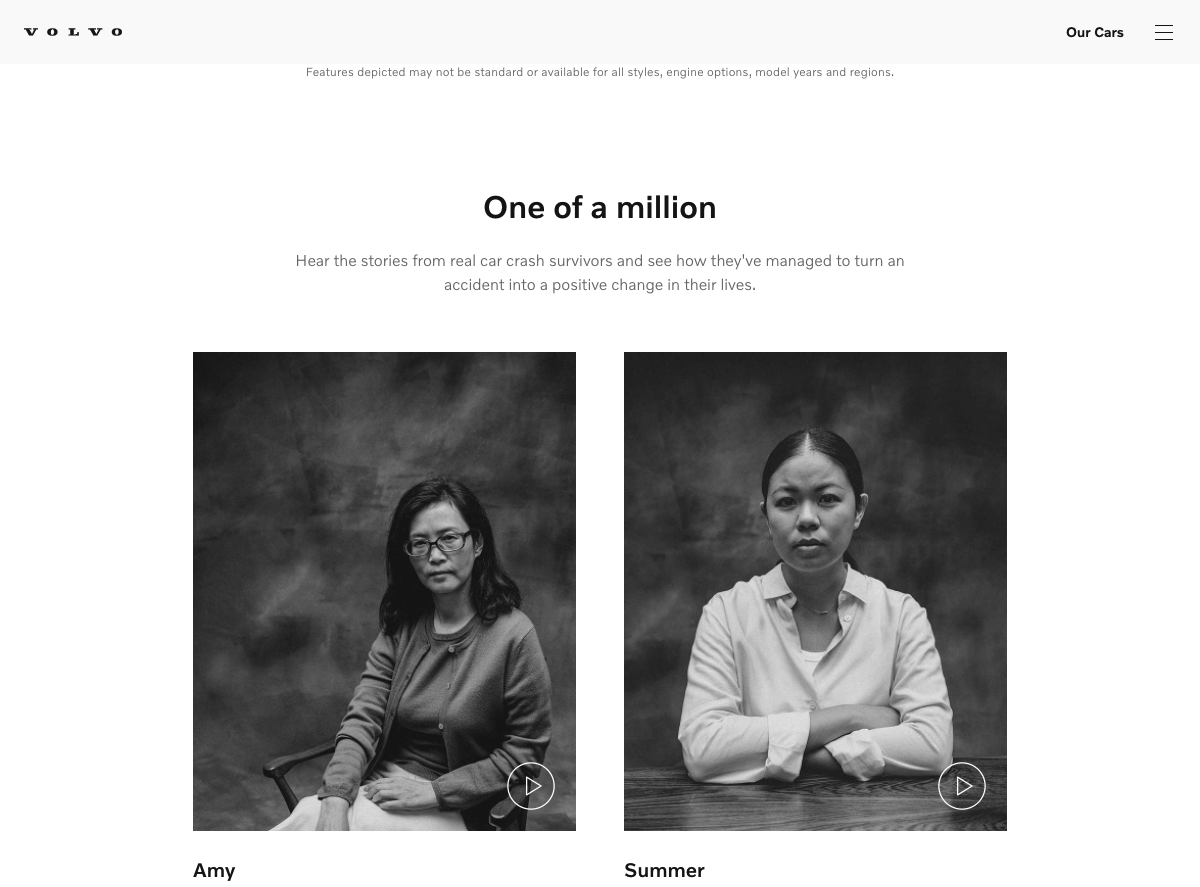 VOLVO
Our Cars
Features depicted may not be standard or available for all styles, engine options, model years and regions.
One of a million
Hear the stories from real car crash survivors and see how they've managed to turn an
accident into a positive change in their lives.
Amy
Summer